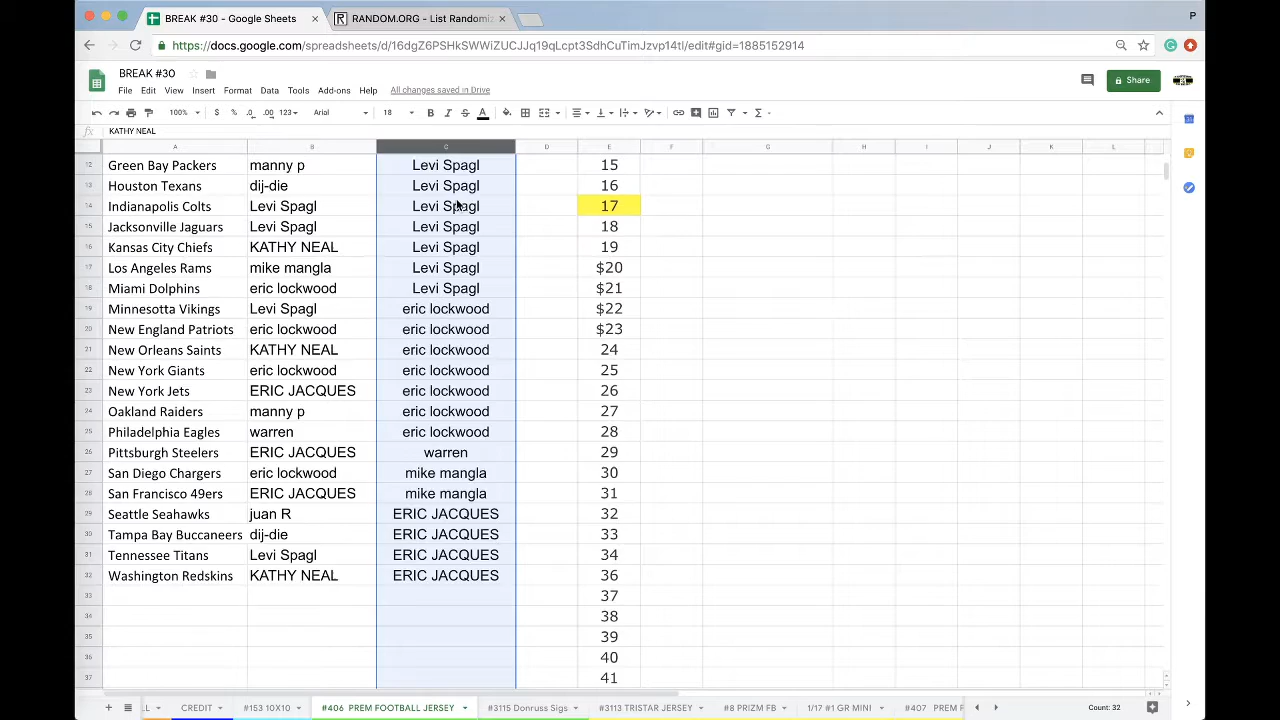 BREAK #30 - Google Sheets
RANDOM.ORG - List Randomiz
P
https://docs.google.com/spreadsheets/d/16dgZ6PSHkSWWiZUCJJq19qLcpt3SdhCuTimJzvp14tI/edit#gid=1885152914
BREAK #30
File Edit View Insert Format Data Tools Add-ons Help All changes saved in Drive
Share
100% $ % .0 .00 123 Arial 18 B I S A
fx KATHY NEAL
A B C D E F G H I J K L
12 Green Bay Packers manny p Levi Spagl 15
13 Houston Texans dij-die Levi Spagl 16
14 Indianapolis Colts Levi Spagl Levi Spagl 17
15 Jacksonville Jaguars Levi Spagl Levi Spagl 18
16 Kansas City Chiefs KATHY NEAL Levi Spagl 19
17 Los Angeles Rams mike mangla Levi Spagl $20
18 Miami Dolphins eric lockwood Levi Spagl $21
19 Minnesotta Vikings Levi Spagl eric lockwood $22
20 New England Patriots eric lockwood eric lockwood $23
21 New Orleans Saints KATHY NEAL eric lockwood 24
22 New York Giants eric lockwood eric lockwood 25
23 New York Jets ERIC JACQUES eric lockwood 26
24 Oakland Raiders manny p eric lockwood 27
25 Philadelphia Eagles warren eric lockwood 28
26 Pittsburgh Steelers ERIC JACQUES warren 29
27 San Diego Chargers eric lockwood mike mangla 30
28 San Francisco 49ers ERIC JACQUES mike mangla 31
29 Seattle Seahawks juan R ERIC JACQUES 32
30 Tampa Bay Buccaneers dij-die ERIC JACQUES 33
31 Tennessee Titans Levi Spagl ERIC JACQUES 34
32 Washington Redskins KATHY NEAL ERIC JACQUES 36
33 37
34 38
35 39
36 40
37 41
CREDIT #153 10X10 #406 PREM FOOTBALL JERSEY #3115 Donruss Sigs #3113 TRISTAR JERSEY #8 PRIZM FB 1/17 #1 GR MINI #407 PREM F Count: 32